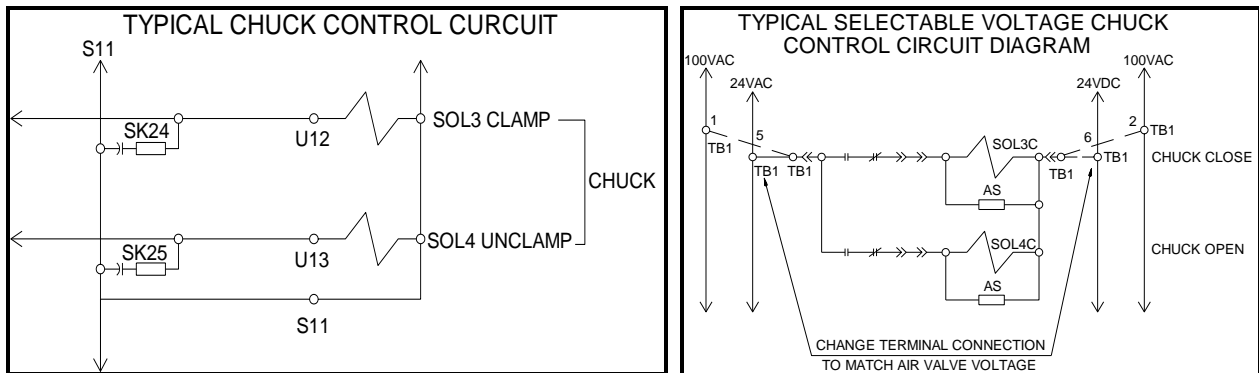 TYPICAL CHUCK CONTROL CURCUIT
S11
SK24
U12
SOL3 CLAMP
CHUCK
SK25
U13
SOL4 UNCLAMP
S11
TYPICAL SELECTABLE VOLTAGE CHUCK
CONTROL CIRCUIT DIAGRAM
100VAC
100VAC
24VAC
24VDC
1
5
6
2
TB1
TB1
TB1
TB1
SOL3C
TB1
TB1
CHUCK CLOSE
AS
SOL4C
CHUCK OPEN
AS
CHANGE TERMINAL CONNECTION
TO MATCH AIR VALVE VOLTAGE